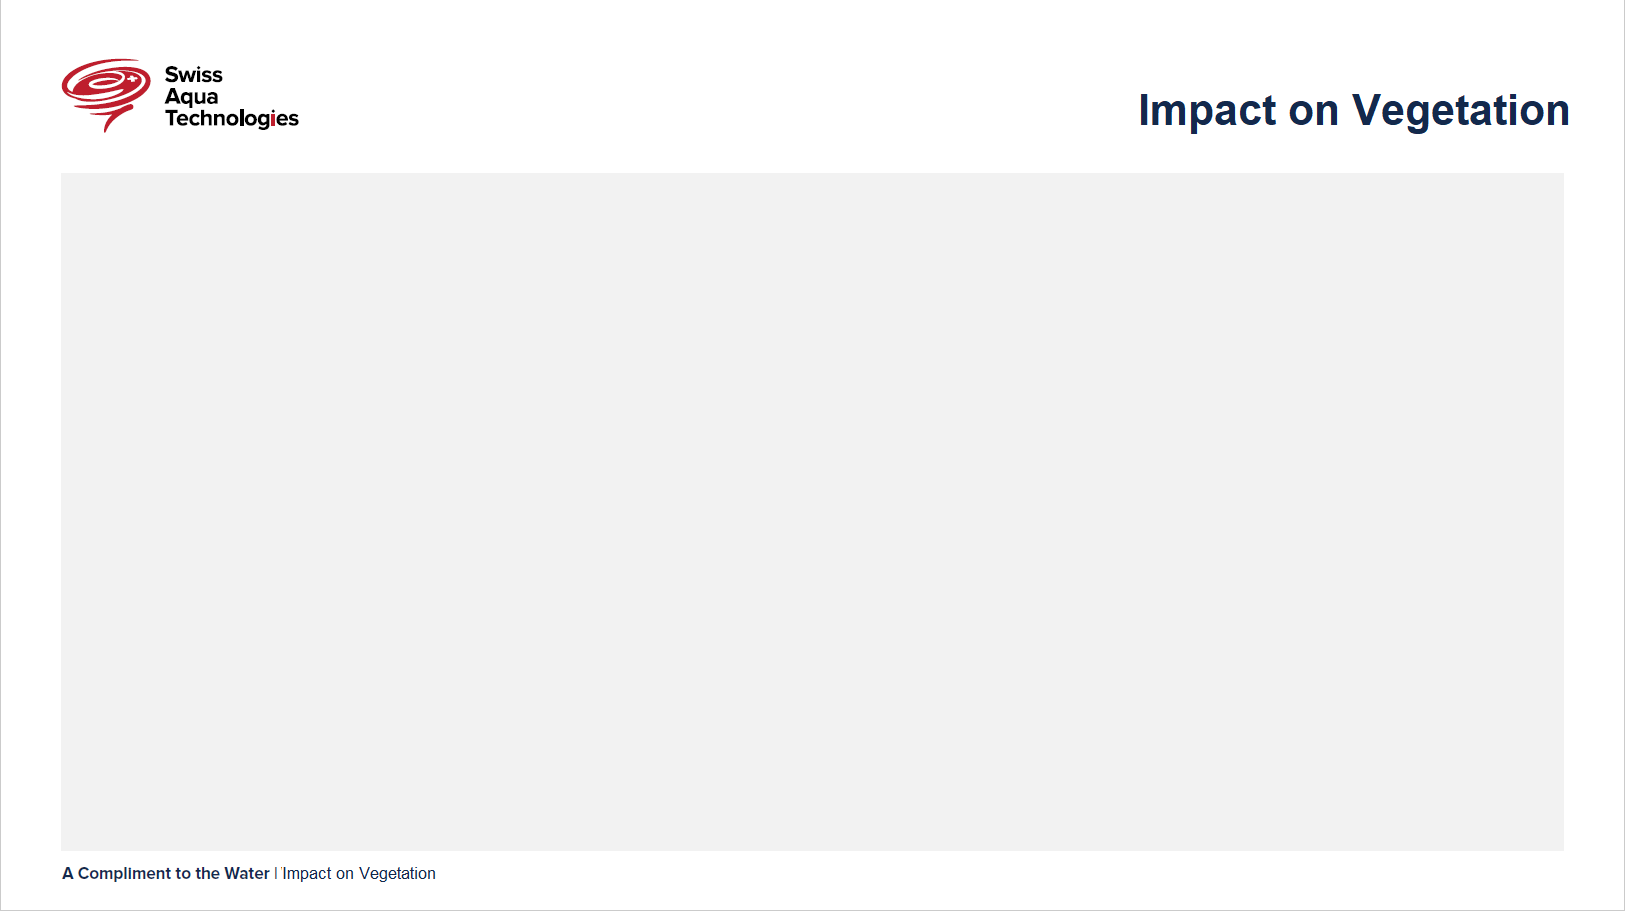 Swiss
Aqua
Technologies
Impact on Vegetation
A Compliment to the Water | Impact on Vegetation